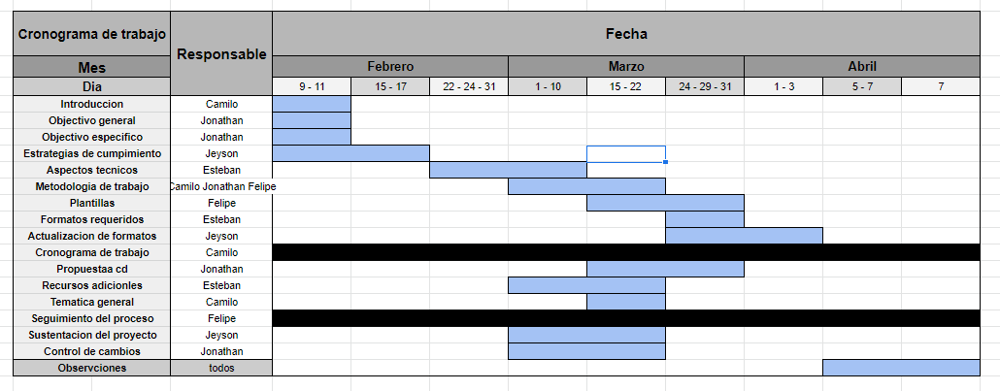 Cronograma de trabajo Responsable Fecha
Mes Febrero Marzo Abril
Dia 9 - 11 15 - 17 22 - 24 - 31 1 - 10 15 - 22 24 - 29 - 31 1 - 3 5 - 7 7
Introduccion Camilo
Objectivo general Jonathan
Objectivo especifico Jonathan
Estrategias de cumpimiento Jeyson
Aspectos tecnicos Esteban
Metodologia de trabajo Camilo Jonathan Felipe
Plantillas Felipe
Formatos requeridos Esteban
Actualizacion de formatos Jeyson
Cronograma de trabajo Camilo
Propuestaa cd Jonathan
Recursos adicionles Esteban
Tematica general Camilo
Seguimiento del proceso Felipe
Sustentacion del proyecto Jeyson
Control de cambios Jonathan
Observciones todos